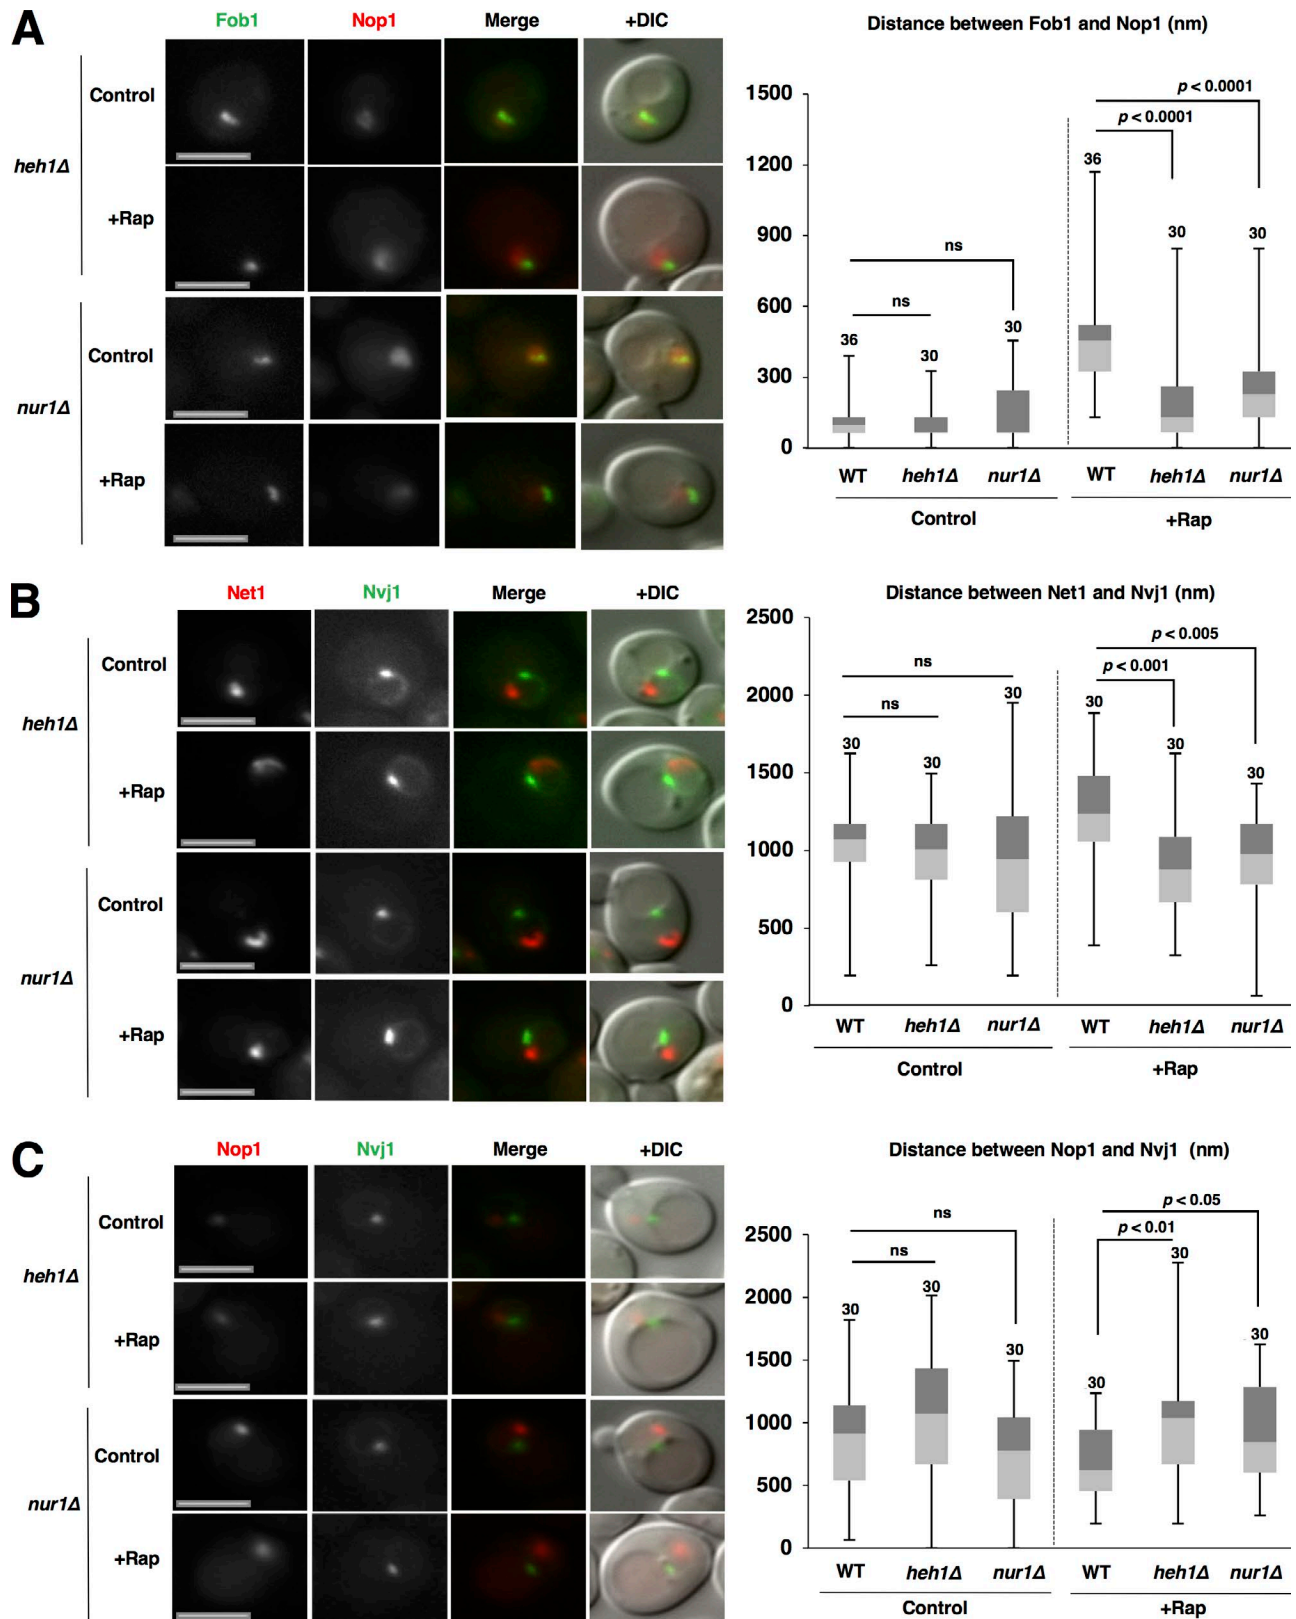 A
Fob1 Nop1 Merge +DIC
Distance between Fob1 and Nop1 (nm)
heh1Δ
Control
+Rap
nur1Δ
Control
+Rap
1500
1200
900
600
300
0
p < 0.0001
p < 0.0001
ns
ns
36 30 30 36 30 30
WT heh1Δ nur1Δ WT heh1Δ nur1Δ
Control +Rap
B
Net1 Nvj1 Merge +DIC
Distance between Net1 and Nvj1 (nm)
heh1Δ
Control
+Rap
nur1Δ
Control
+Rap
2500
2000
1500
1000
500
0
p < 0.005
p < 0.001
ns
ns
30 30 30 30 30 30
WT heh1Δ nur1Δ WT heh1Δ nur1Δ
Control +Rap
C
Nop1 Nvj1 Merge +DIC
Distance between Nop1 and Nvj1 (nm)
heh1Δ
Control
+Rap
nur1Δ
Control
+Rap
2500
2000
1500
1000
500
0
p < 0.05
p < 0.01
ns
ns
30 30 30 30 30 30
WT heh1Δ nur1Δ WT heh1Δ nur1Δ
Control +Rap